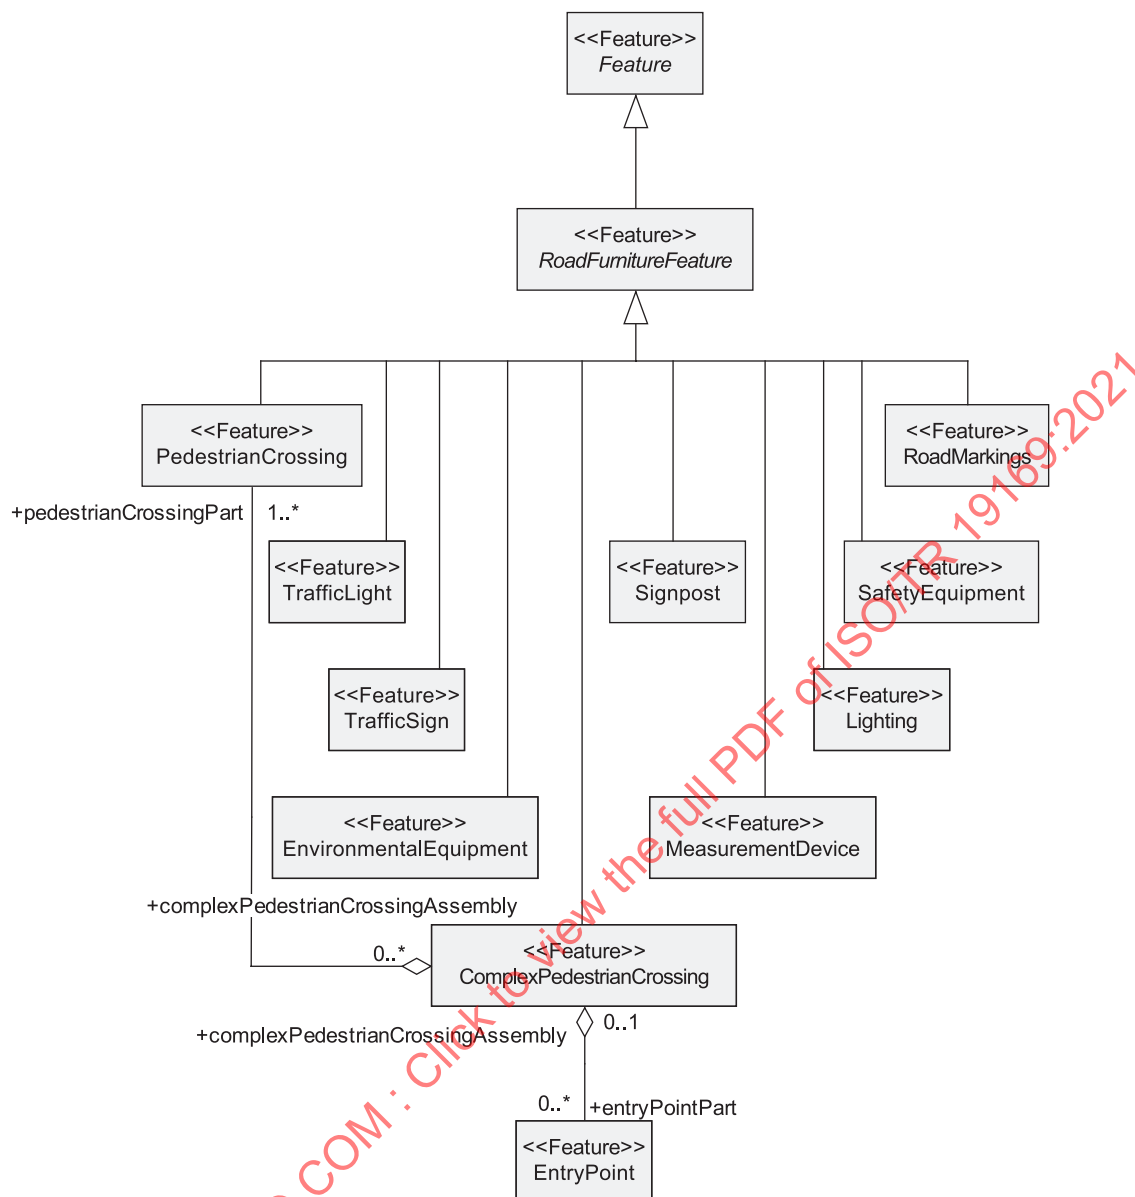 <<Feature>>
Feature
<<Feature>>
RoadFurnitureFeature
<<Feature>>
PedestrianCrossing
<<Feature>>
RoadMarkings
+pedestrianCrossingPart
1..*
<<Feature>>
TrafficLight
<<Feature>>
Signpost
<<Feature>>
SafetyEquipment
<<Feature>>
TrafficSign
<<Feature>>
Lighting
<<Feature>>
EnvironmentalEquipment
<<Feature>>
MeasurementDevice
+complexPedestrianCrossingAssembly
0..*
<<Feature>>
ComplexPedestrianCrossing
+complexPedestrianCrossingAssembly
0..1
0..*
+entryPointPart
<<Feature>>
EntryPoint
COM : Click to view the full PDF of ISO/TR 19169:2021